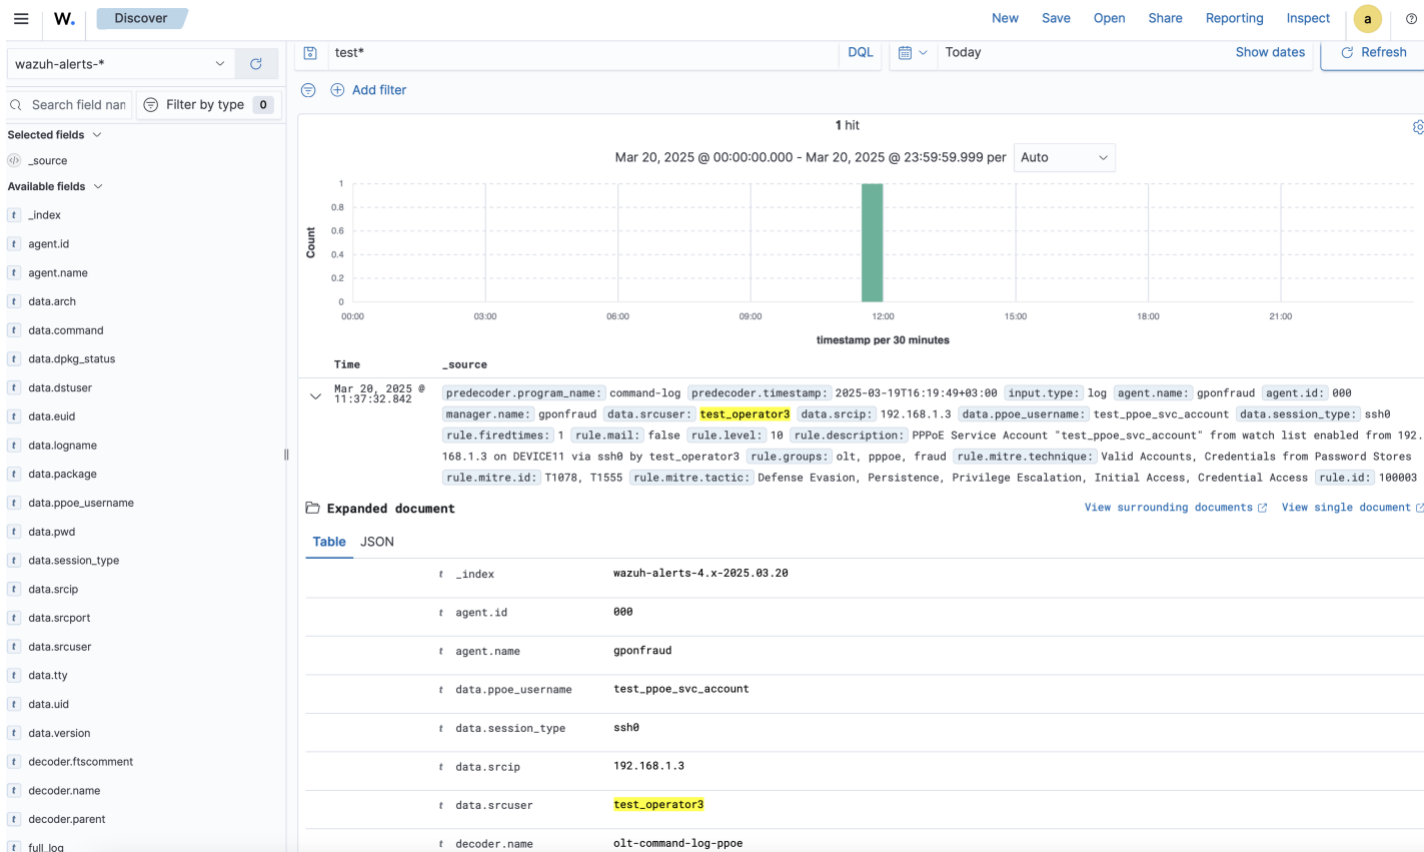 W. Discover New Save Open Share Reporting Inspect a
wazuh-alerts-*
test* DQL Today Show dates Refresh
Search field nan Filter by type 0
Add filter
Selected fields
_source
Available fields
_index
agent.id
agent.name
data.arch
data.command
data.dpkg_status
data.dstuser
data.euid
data.logname
data.package
data.ppoe_username
data.pwd
data.session_type
data.srcip
data.srcport
data.srcuser
data.tty
data.uid
data.version
decoder.ftscomment
decoder.name
decoder.parent
full_log
1 hit
Mar 20, 2025 @ 00:00:00.000 - Mar 20, 2025 @ 23:59:59.999 per Auto
Count
1
0.8
0.6
0.4
0.2
0
00:00 03:00 06:00 09:00 12:00 15:00 18:00 21:00
timestamp per 30 minutes
Time _source
Mar 20, 2025 @
11:37:32.842
predecoder.program_name: command-log predecoder.timestamp: 2025-03-19T16:19:49+03:00 input.type: log agent.name: gponfraud agent.id: 000
manager.name: gponfraud data.srcuser: test_operator3 data.srcip: 192.168.1.3 data.ppoe_username: test_ppoe_svc_account data.session_type: ssh0
rule.firedtimes: 1 rule.mail: false rule.level: 10 rule.description: PPPoE Service Account "test_ppoe_svc_account" from watch list enabled from 192.
168.1.3 on DEVICE11 via ssh0 by test_operator3 rule.groups: olt, pppoe, fraud rule.mitre.technique: Valid Accounts, Credentials from Password Stores
rule.mitre.id: T1078, T1555 rule.mitre.tactic: Defense Evasion, Persistence, Privilege Escalation, Initial Access, Credential Access rule.id: 100003
Expanded document View surrounding documents View single document
Table JSON
t _index wazuh-alerts-4.x-2025.03.20
t agent.id 000
t agent.name gponfraud
t data.ppoe_username test_ppoe_svc_account
t data.session_type ssh0
t data.srcip 192.168.1.3
t data.srcuser test_operator3
t decoder.name olt-command-log-ppoe